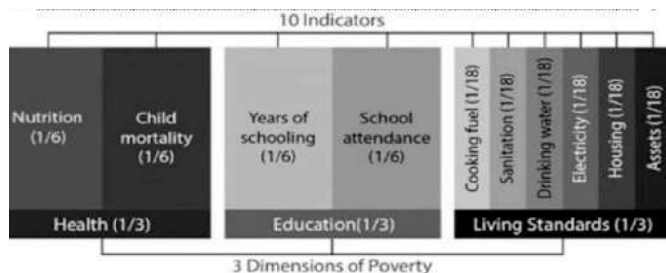 10 Indicators
Nutrition
(1/6)
Child
mortality
(1/6)
Years of
schooling
(1/6)
School
attendance
(1/6)
Cooking fuel (1/18)
Sanitation (1/18)
Drinking water (1/18)
Electricity (1/18)
Housing (1/18)
Assets (1/18)
Health (1/3)
Education(1/3)
Living Standards (1/3)
3 Dimensions of Poverty